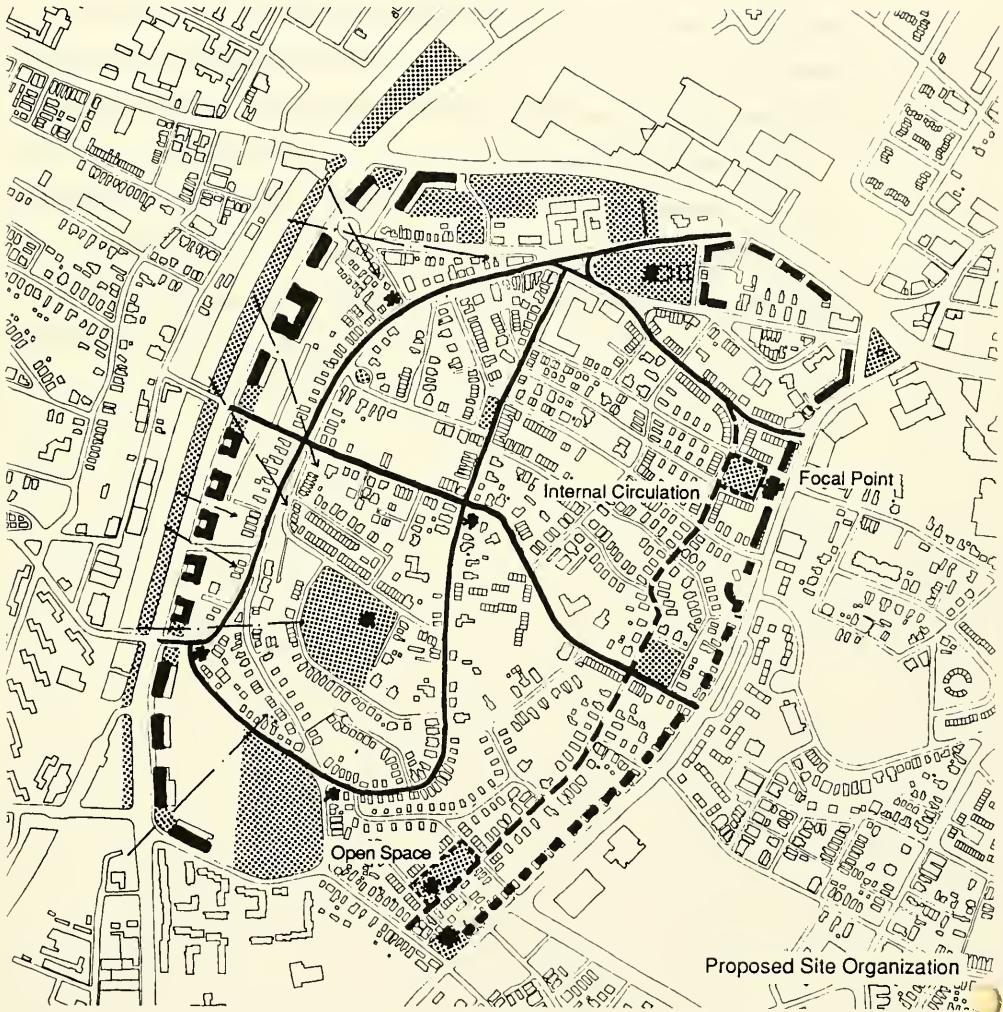 Internal Circulation
Focal Point
Open Space
Proposed Site Organization